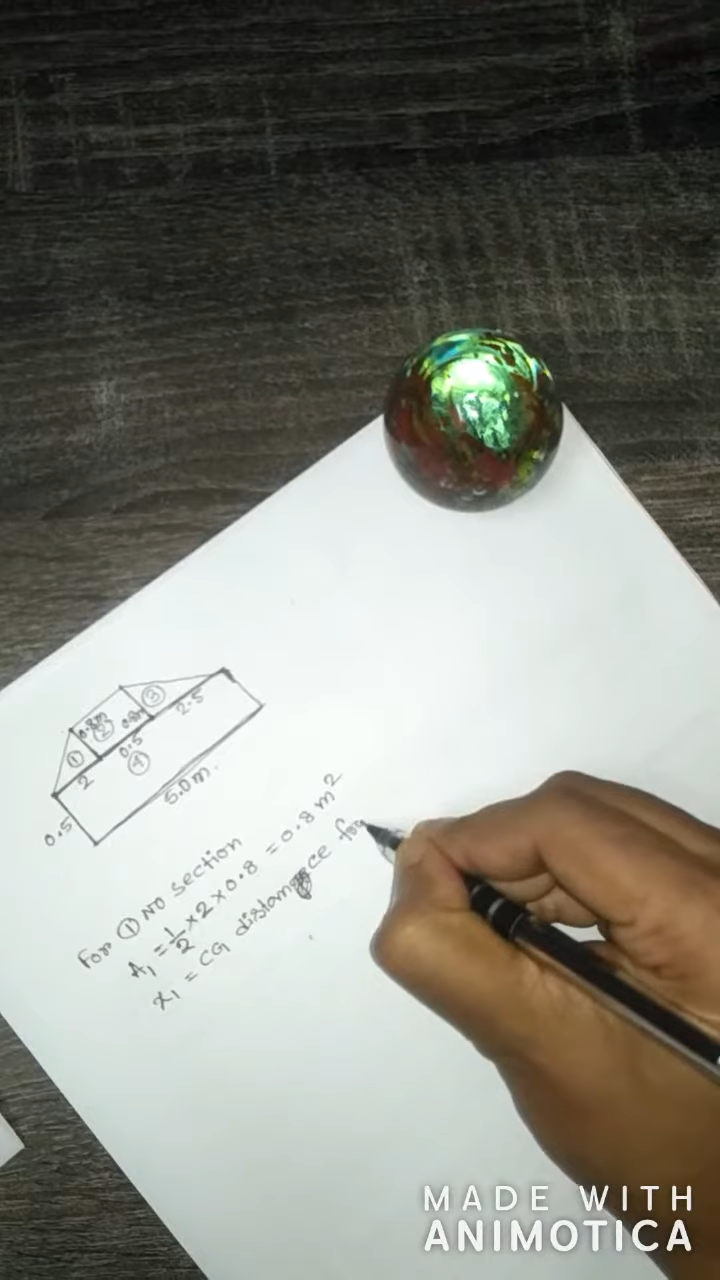 0.8m
0.8m
①
②
③
2
0.5
2.5
④
0.5
5.0 m.
For ① NO section
A₁ = 1/2 × 2 × 0.8 = 0.8 m²
x₁ = CG distance for
MADE WITH
ANIMOTICA